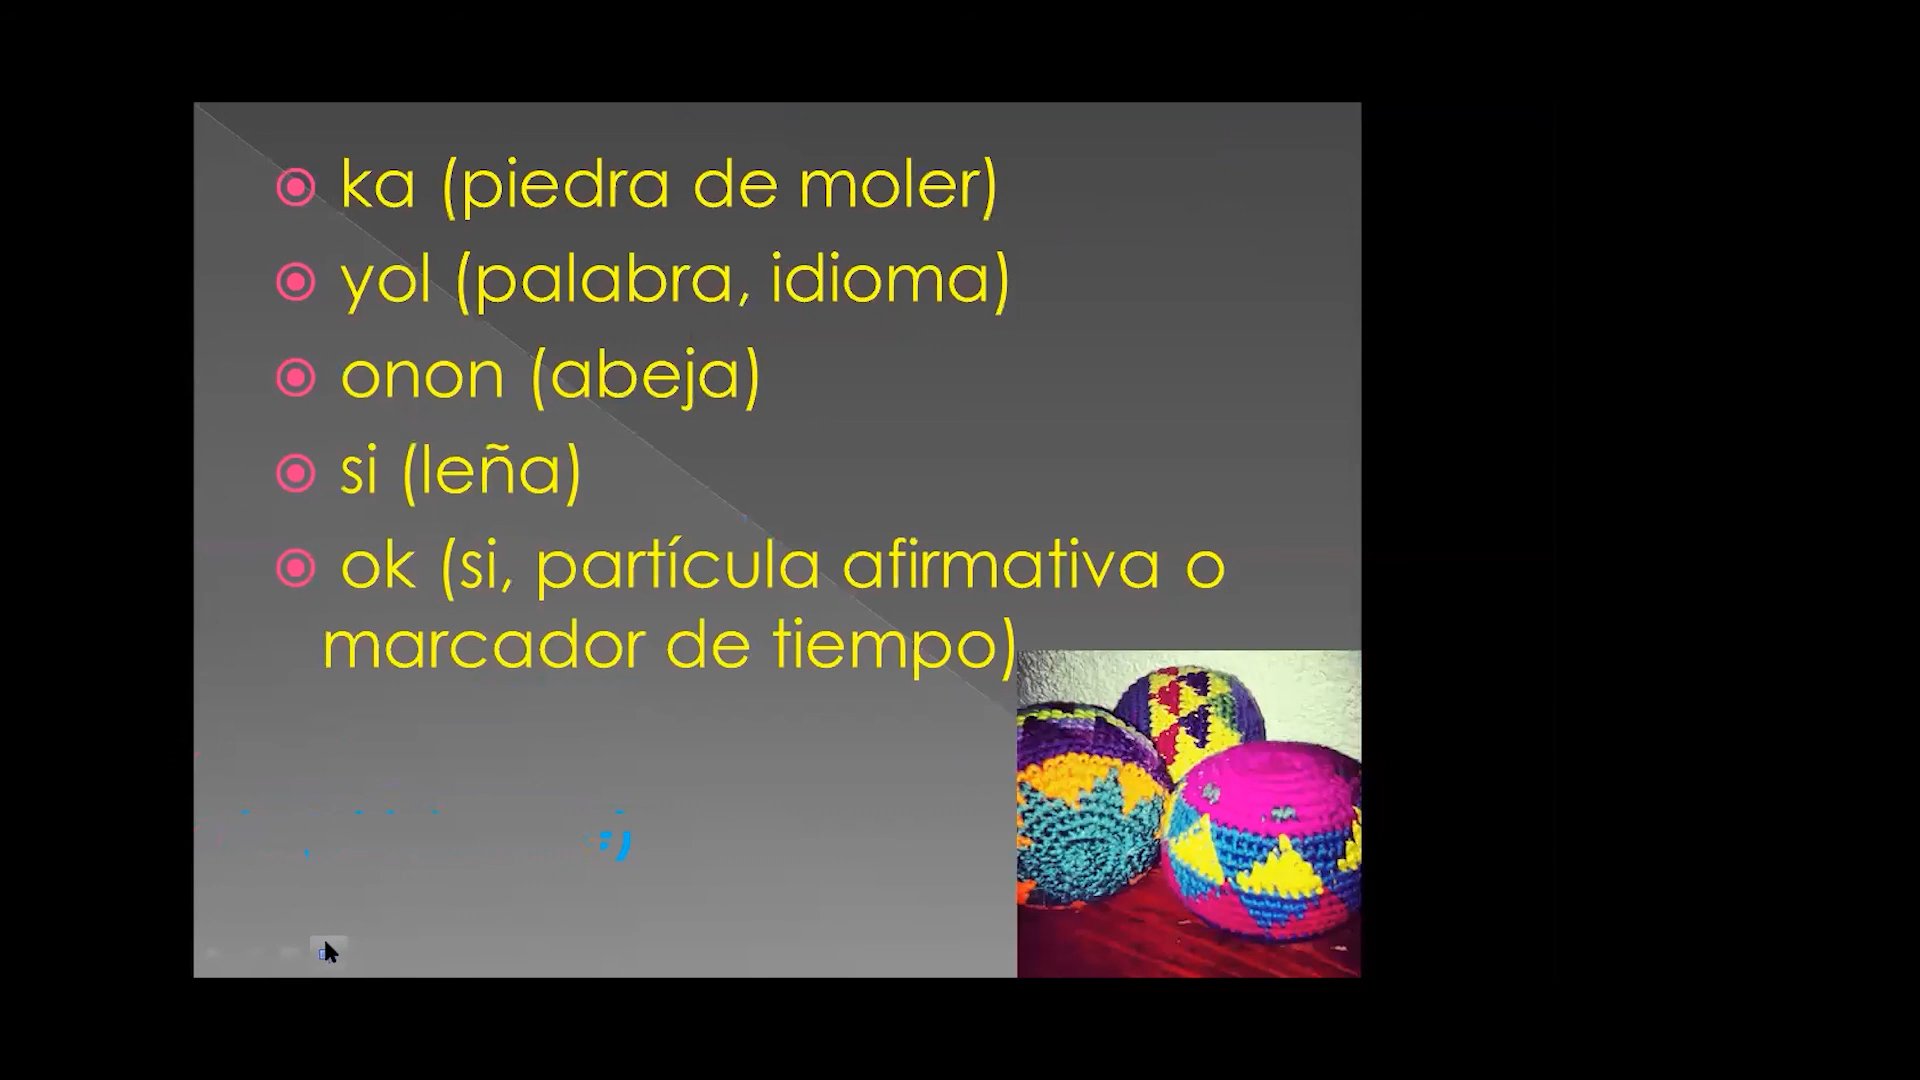 ka (piedra de moler)
yol (palabra, idioma)
onon (abeja)
si (leña)
ok (si, partícula afirmativa o
marcador de tiempo)